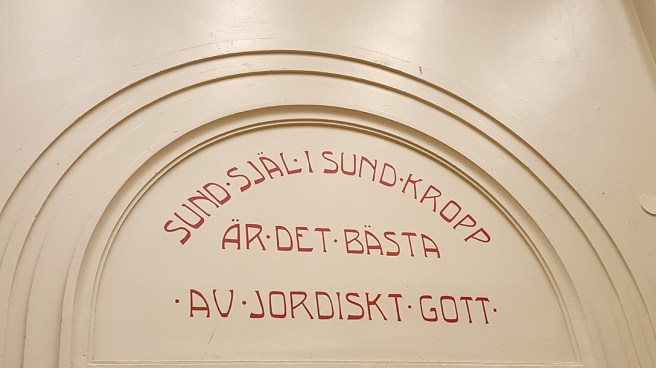 SUND·SJÄL·I SUND·KROPP
ÄR·DET·BÄSTA
·AV·JORDISKT·GOTT·